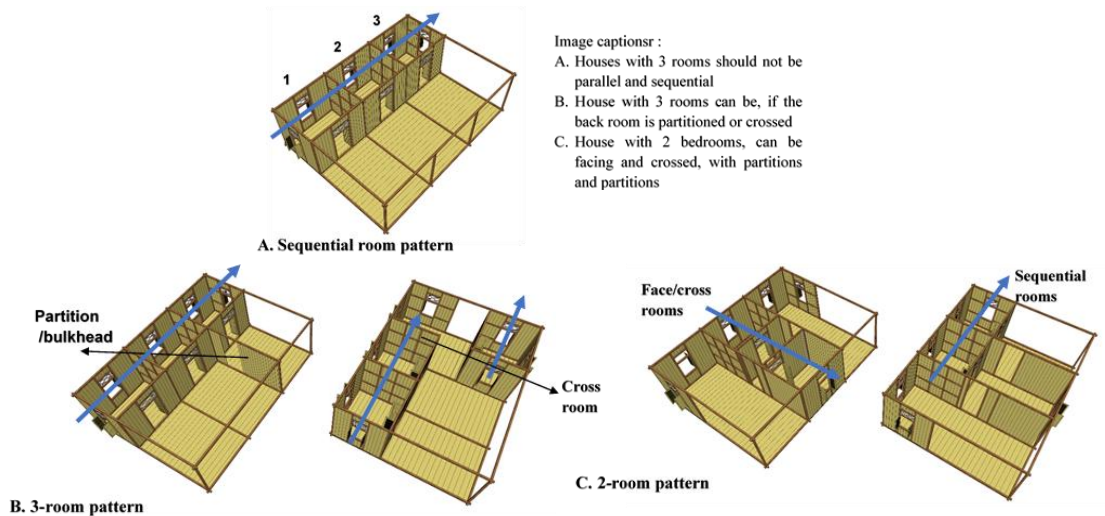 1
2
3
Image captionsr :
A. Houses with 3 rooms should not be
parallel and sequential
B. House with 3 rooms can be, if the
back room is partitioned or crossed
C. House with 2 bedrooms, can be
facing and crossed, with partitions
and partitions
A. Sequential room pattern
Partition
/bulkhead
Cross
room
B. 3-room pattern
Face/cross
rooms
Sequential
rooms
C. 2-room pattern